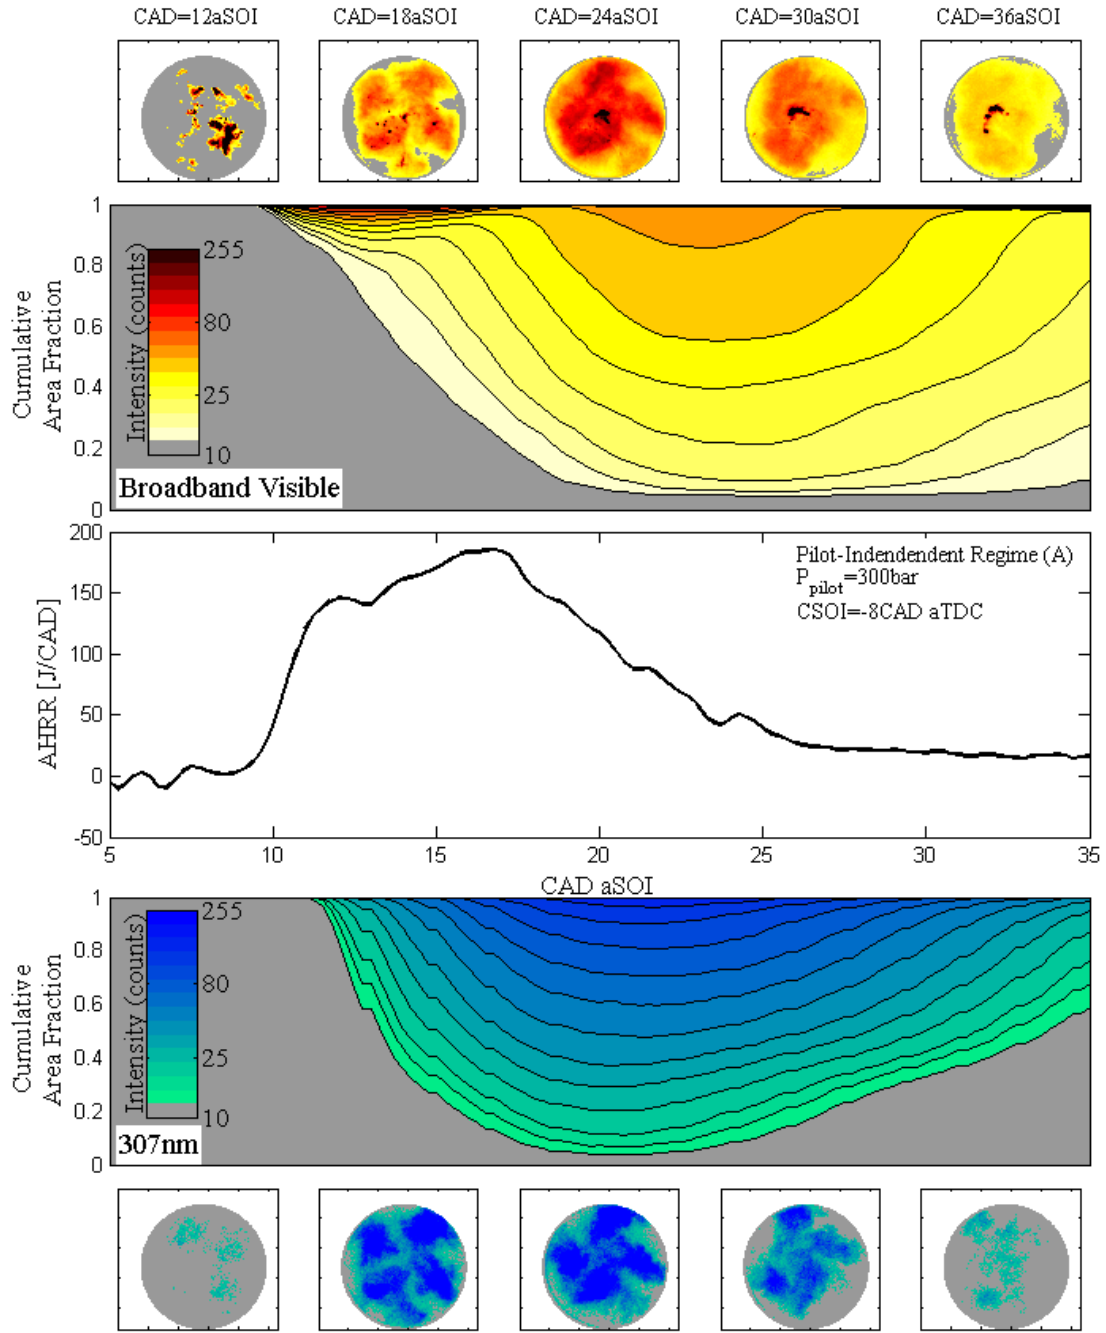 CAD=12aSOI CAD=18aSOI CAD=24aSOI CAD=30aSOI CAD=36aSOI
1
0.8
0.6
0.4
0.2
0
Cumulative
Area Fraction
Intensity (counts)
255
80
25
10
Broadband Visible
200
150
100
50
0
-50
AHRR [J/CAD]
Pilot-Indendendent Regime (A)
P_pilot=300bar
CSOI=-8CAD aTDC
5 10 15 20 25 30 35
CAD aSOI
1
0.8
0.6
0.4
0.2
0
Cumulative
Area Fraction
Intensity (counts)
255
80
25
10
307nm